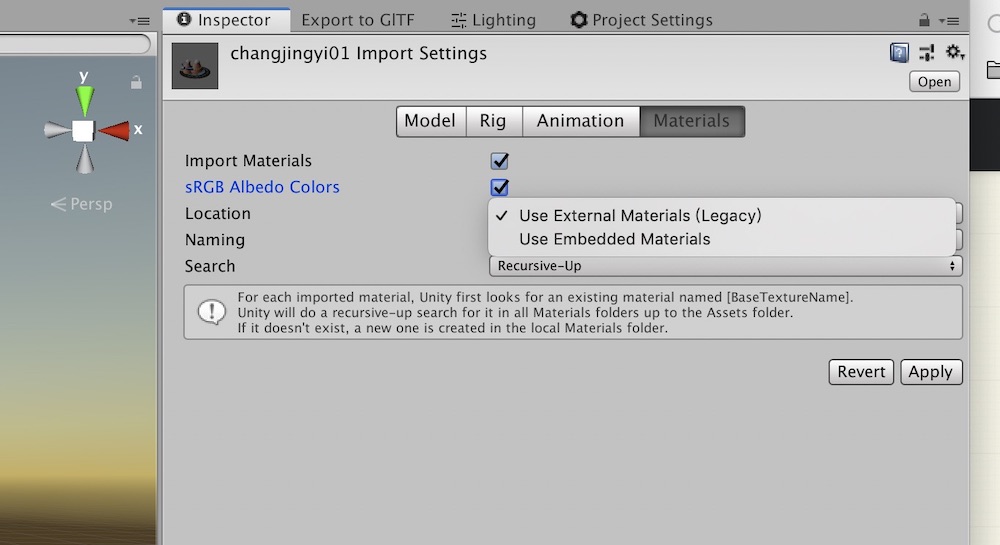 Inspector Export to GlTF Lighting Project Settings
changjingyi01 Import Settings
Open
Model Rig Animation Materials
Import Materials
sRGB Albedo Colors
Location
Use External Materials (Legacy)
Naming
Use Embedded Materials
Search Recursive-Up
For each imported material, Unity first looks for an existing material named [BaseTextureName].
Unity will do a recursive-up search for it in all Materials folders up to the Assets folder.
If it doesn't exist, a new one is created in the local Materials folder.
Revert Apply
y
x
Persp